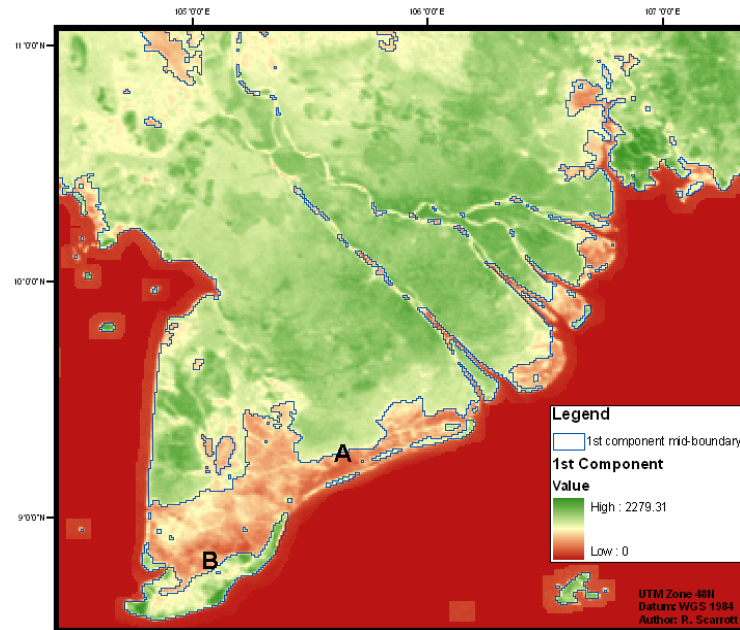 105°0'0"E 106°0'0"E 107°0'0"E
11°0'0"N
10°0'0"N
9°0'0"N
A
B
Legend
1st component mid-boundary
1st Component
Value
High : 2279.31
Low : 0
UTM Zone 48N
Datum: WGS 1984
Author: R. Scarrott